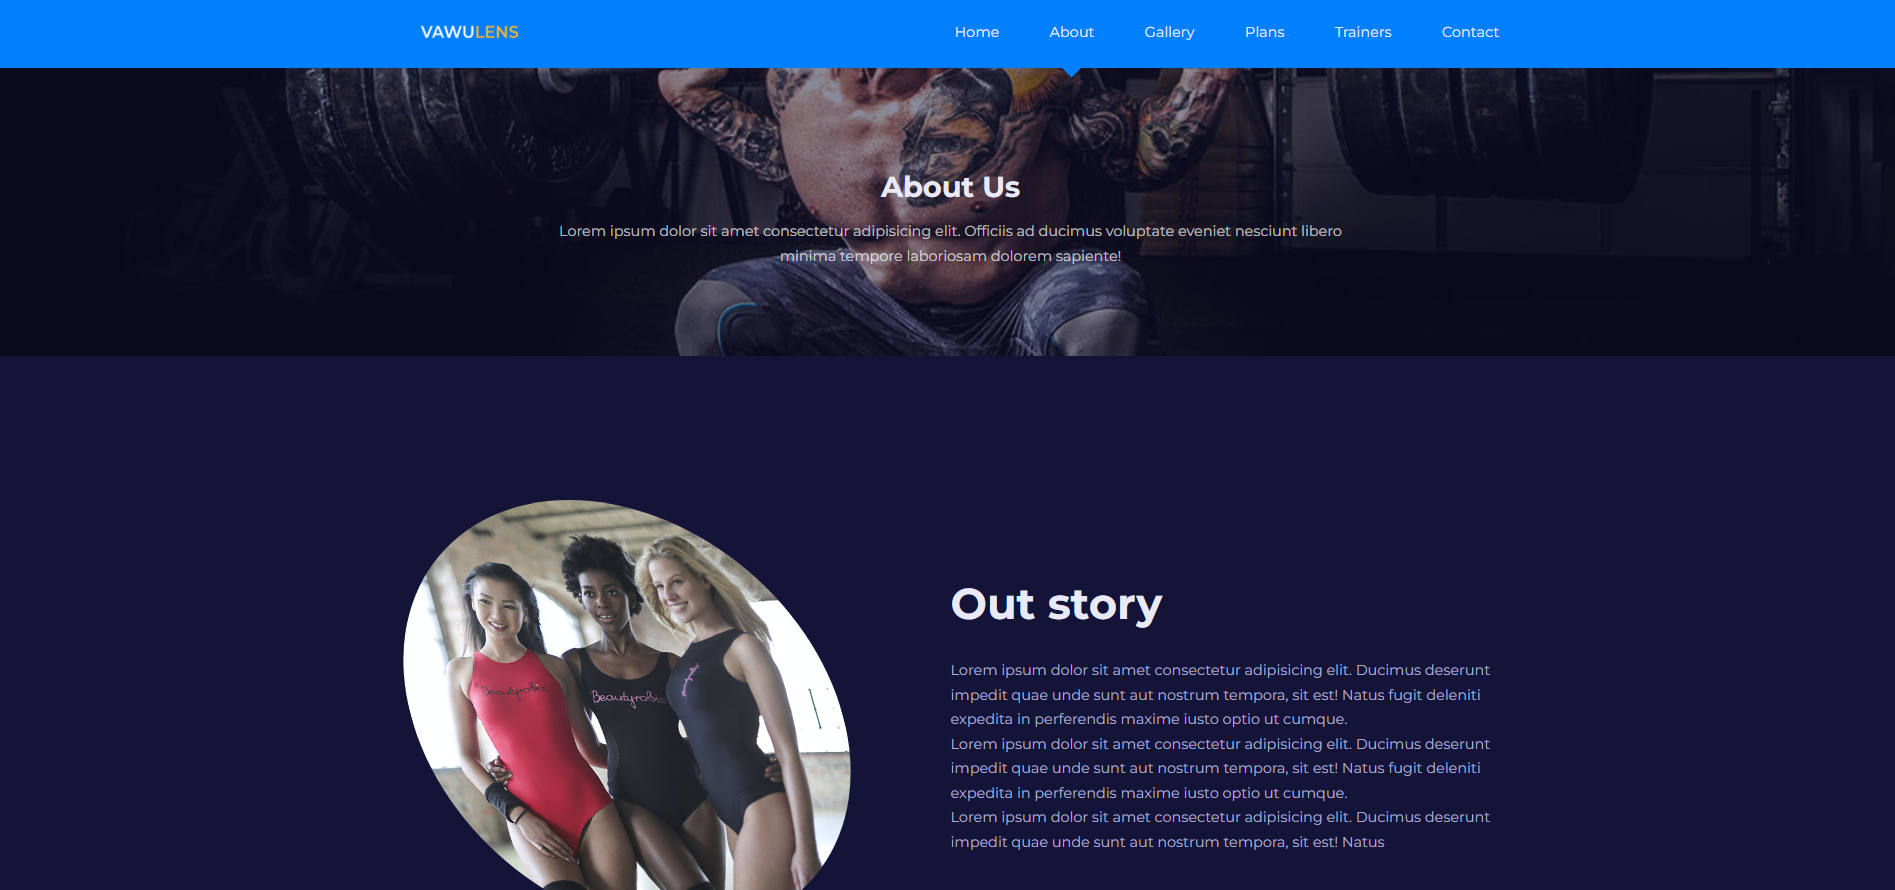 VAWULENS
Home About Gallery Plans Trainers Contact
About Us
Lorem ipsum dolor sit amet consectetur adipisicing elit. Officiis ad ducimus voluptate eveniet nesciunt libero
minima tempore laboriosam dolorem sapiente!
Out story
Lorem ipsum dolor sit amet consectetur adipisicing elit. Ducimus deserunt
impedit quae unde sunt aut nostrum tempora, sit est! Natus fugit deleniti
expedita in perferendis maxime iusto optio ut cumque.
Lorem ipsum dolor sit amet consectetur adipisicing elit. Ducimus deserunt
impedit quae unde sunt aut nostrum tempora, sit est! Natus fugit deleniti
expedita in perferendis maxime iusto optio ut cumque.
Lorem ipsum dolor sit amet consectetur adipisicing elit. Ducimus deserunt
impedit quae unde sunt aut nostrum tempora, sit est! Natus
Beautyrobic
Beautyrobic